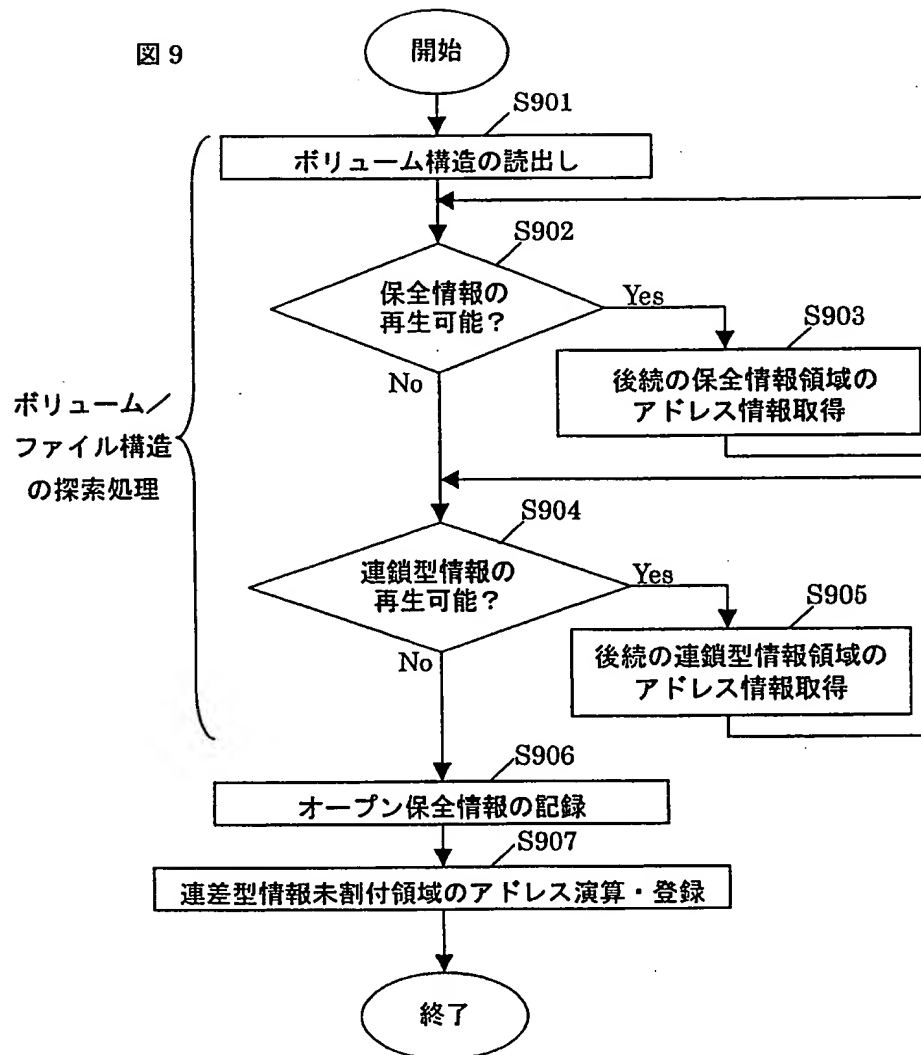 図9
開始
S901
ボリューム構造の読出し
S902
保全情報の
再生可能?
Yes
No
S903
後続の保全情報領域の
アドレス情報取得
ボリューム/
ファイル構造
の探索処理
S904
連鎖型情報の
再生可能?
Yes
No
S905
後続の連鎖型情報領域の
アドレス情報取得
S906
オープン保全情報の記録
S907
連差型情報未割付領域のアドレス演算・登録
終了